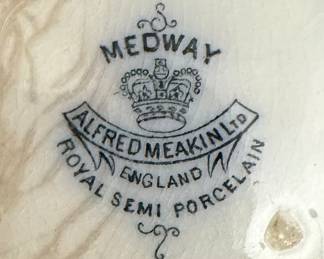 MEDWAY
ALFRED MEAKIN LTD
ENGLAND
ROYAL SEMI PORCELAIN